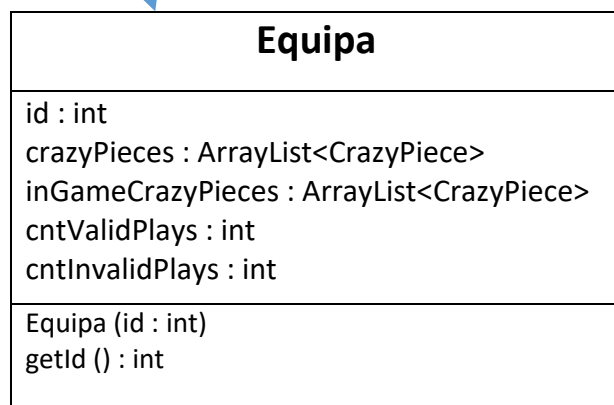 Equipa
id : int
crazyPieces : ArrayList<CrazyPiece>
inGameCrazyPieces : ArrayList<CrazyPiece>
cntValidPlays : int
cntInvalidPlays : int
Equipa (id : int)
getId () : int